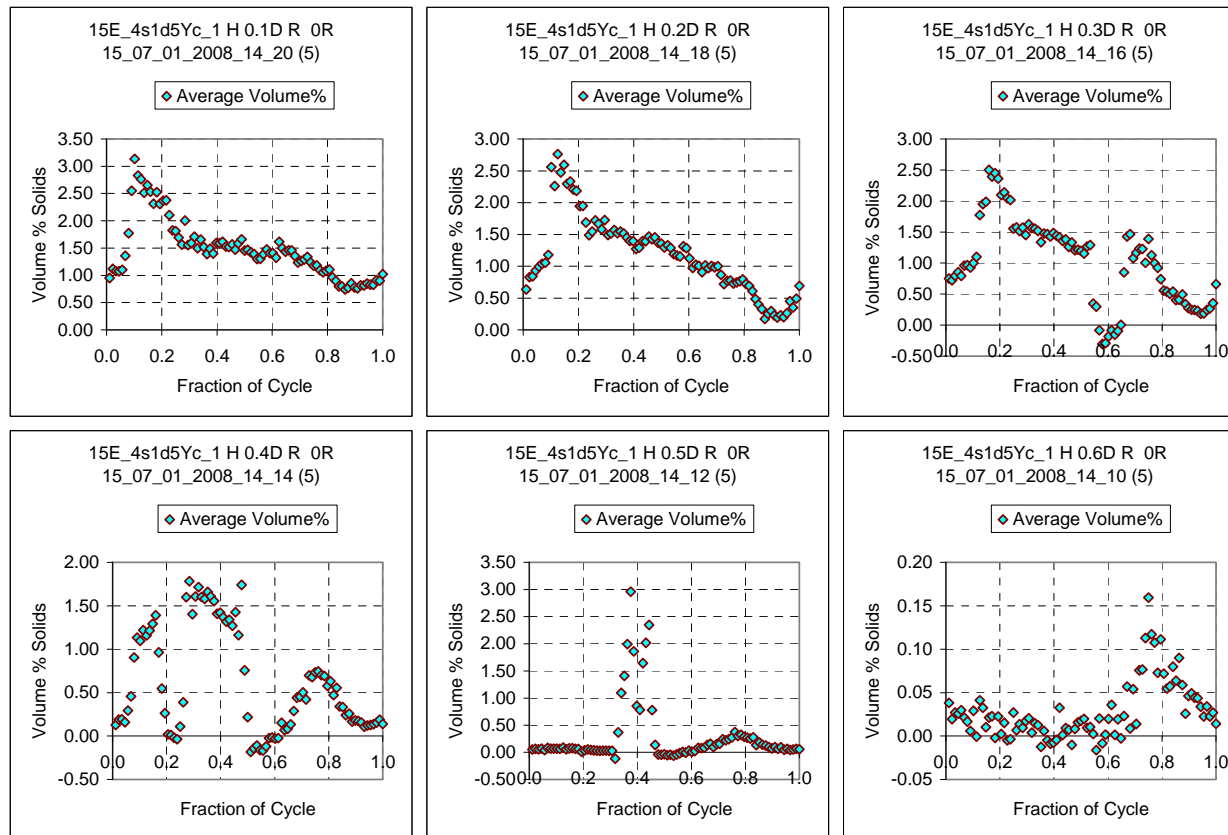 15E_4s1d5Yc_1 H 0.1D R 0R
15_07_01_2008_14_20 (5)
Average Volume%
Volume % Solids
3.50
3.00
2.50
2.00
1.50
1.00
0.50
0.00
0.0 0.2 0.4 0.6 0.8 1.0
Fraction of Cycle
15E_4s1d5Yc_1 H 0.2D R 0R
15_07_01_2008_14_18 (5)
Average Volume%
Volume % Solids
3.00
2.50
2.00
1.50
1.00
0.50
0.00
0.0 0.2 0.4 0.6 0.8 1.0
Fraction of Cycle
15E_4s1d5Yc_1 H 0.3D R 0R
15_07_01_2008_14_16 (5)
Average Volume%
Volume % Solids
3.00
2.50
2.00
1.50
1.00
0.50
0.00
-0.50
0.0 0.2 0.4 0.6 0.8 1.0
Fraction of Cycle
15E_4s1d5Yc_1 H 0.4D R 0R
15_07_01_2008_14_14 (5)
Average Volume%
Volume % Solids
2.00
1.50
1.00
0.50
0.00
-0.50
0.0 0.2 0.4 0.6 0.8 1.0
Fraction of Cycle
15E_4s1d5Yc_1 H 0.5D R 0R
15_07_01_2008_14_12 (5)
Average Volume%
Volume % Solids
3.50
3.00
2.50
2.00
1.50
1.00
0.50
0.00
-0.50
0.0 0.2 0.4 0.6 0.8 1.0
Fraction of Cycle
15E_4s1d5Yc_1 H 0.6D R 0R
15_07_01_2008_14_10 (5)
Average Volume%
Volume % Solids
0.20
0.15
0.10
0.05
0.00
-0.05
0.0 0.2 0.4 0.6 0.8 1.0
Fraction of Cycle